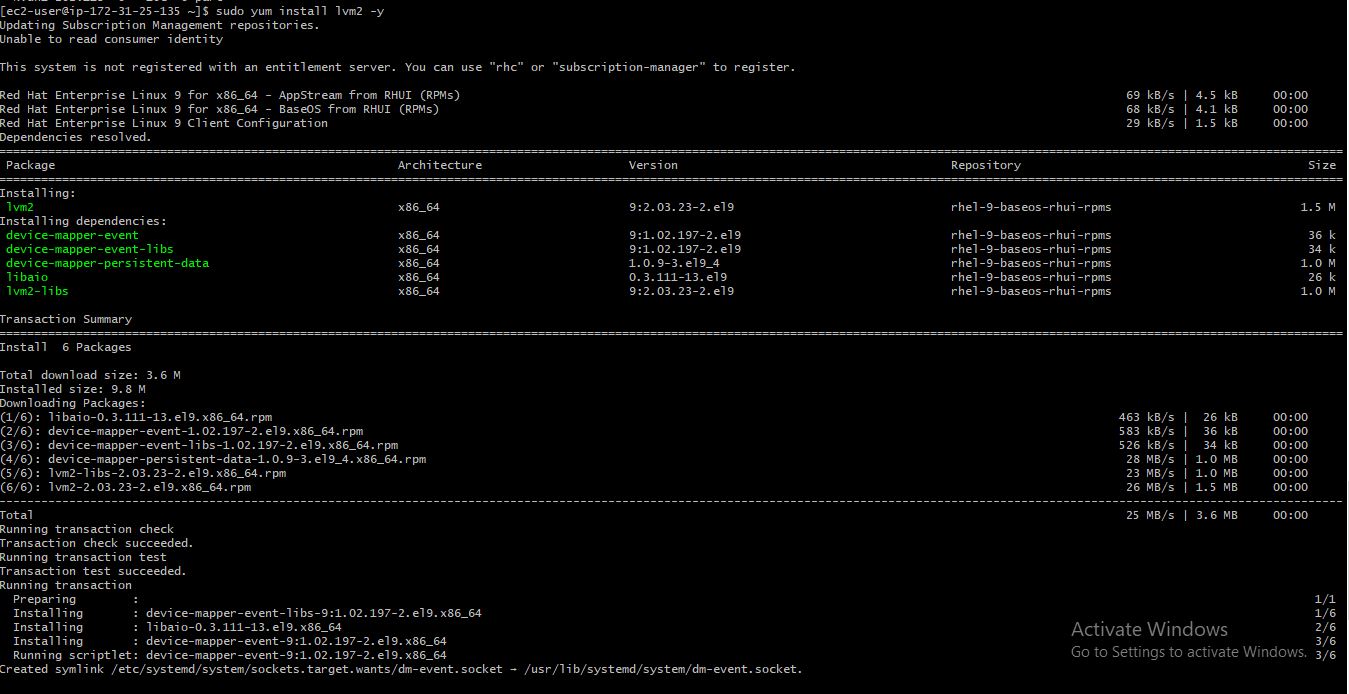 [ec2-user@ip-172-31-25-135 ~]$ sudo yum install lvm2 -y
Updating Subscription Management repositories.
Unable to read consumer identity
This system is not registered with an entitlement server. You can use "rhc" or "subscription-manager" to register.
Red Hat Enterprise Linux 9 for x86_64 - AppStream from RHUI (RPMs) 69 kB/s | 4.5 kB 00:00
Red Hat Enterprise Linux 9 for x86_64 - BaseOS from RHUI (RPMs) 68 kB/s | 4.1 kB 00:00
Red Hat Enterprise Linux 9 Client Configuration 29 kB/s | 1.5 kB 00:00
Dependencies resolved.
Package Architecture Version Repository Size
Installing:
lvm2 x86_64 9:2.03.23-2.el9 rhel-9-baseos-rhui-rpms 1.5 M
Installing dependencies:
device-mapper-event x86_64 9:1.02.197-2.el9 rhel-9-baseos-rhui-rpms 36 k
device-mapper-event-libs x86_64 9:1.02.197-2.el9 rhel-9-baseos-rhui-rpms 34 k
device-mapper-persistent-data x86_64 1.0.9-3.el9_4 rhel-9-baseos-rhui-rpms 1.0 M
libaio x86_64 0.3.111-13.el9 rhel-9-baseos-rhui-rpms 26 k
lvm2-libs x86_64 9:2.03.23-2.el9 rhel-9-baseos-rhui-rpms 1.0 M
Transaction Summary
Install 6 Packages
Total download size: 3.6 M
Installed size: 9.8 M
Downloading Packages:
(1/6): libaio-0.3.111-13.el9.x86_64.rpm 463 kB/s | 26 kB 00:00
(2/6): device-mapper-event-1.02.197-2.el9.x86_64.rpm 583 kB/s | 36 kB 00:00
(3/6): device-mapper-event-libs-1.02.197-2.el9.x86_64.rpm 526 kB/s | 34 kB 00:00
(4/6): device-mapper-persistent-data-1.0.9-3.el9_4.x86_64.rpm 28 MB/s | 1.0 MB 00:00
(5/6): lvm2-libs-2.03.23-2.el9.x86_64.rpm 23 MB/s | 1.0 MB 00:00
(6/6): lvm2-2.03.23-2.el9.x86_64.rpm 26 MB/s | 1.5 MB 00:00
Total 25 MB/s | 3.6 MB 00:00
Running transaction check
Transaction check succeeded.
Running transaction test
Transaction test succeeded.
Running transaction
Preparing : 1/1
Installing : device-mapper-event-libs-9:1.02.197-2.el9.x86_64 1/6
Installing : libaio-0.3.111-13.el9.x86_64 2/6
Installing : device-mapper-event-9:1.02.197-2.el9.x86_64 3/6
Running scriptlet: device-mapper-event-9:1.02.197-2.el9.x86_64 3/6
Created symlink /etc/systemd/system/sockets.target.wants/dm-event.socket → /usr/lib/systemd/system/dm-event.socket.
Activate Windows
Go to Settings to activate Windows.